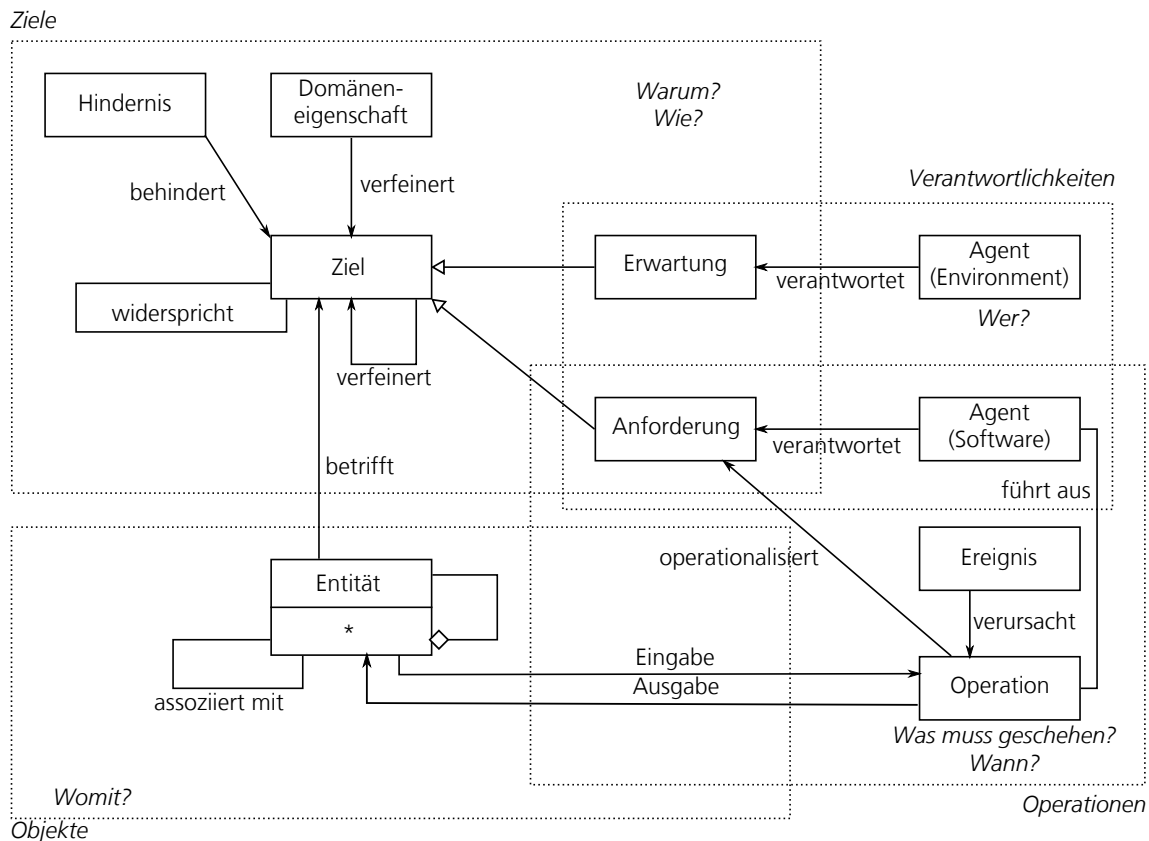 Ziele
Hindernis
Domänen-
eigenschaft
Warum?
Wie?
behindert
verfeinert
Verantwortlichkeiten
Ziel
Erwartung
verantwortet
Agent
(Environment)
Wer?
widerspricht
verfeinert
Anforderung
verantwortet
Agent
(Software)
betrifft
führt aus
operationalisiert
Ereignis
Entität
*
verursacht
assoziiert mit
Eingabe
Ausgabe
Operation
Was muss geschehen?
Wann?
Womit?
Operationen
Objekte